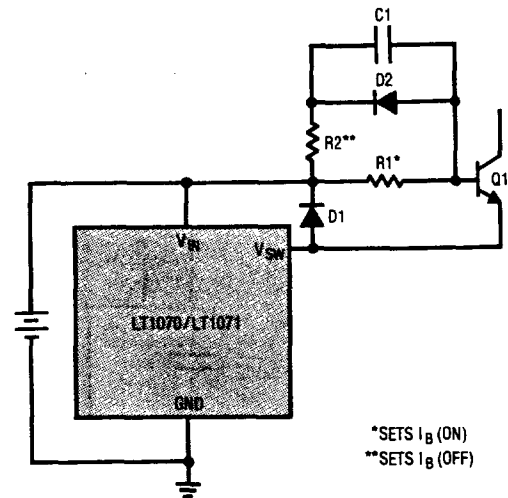 C1
D2
R2**
R1*
Q1
D1
VIN
VSW
LT1070/LT1071
GND
*SETS IB (ON)
**SETS IB (OFF)